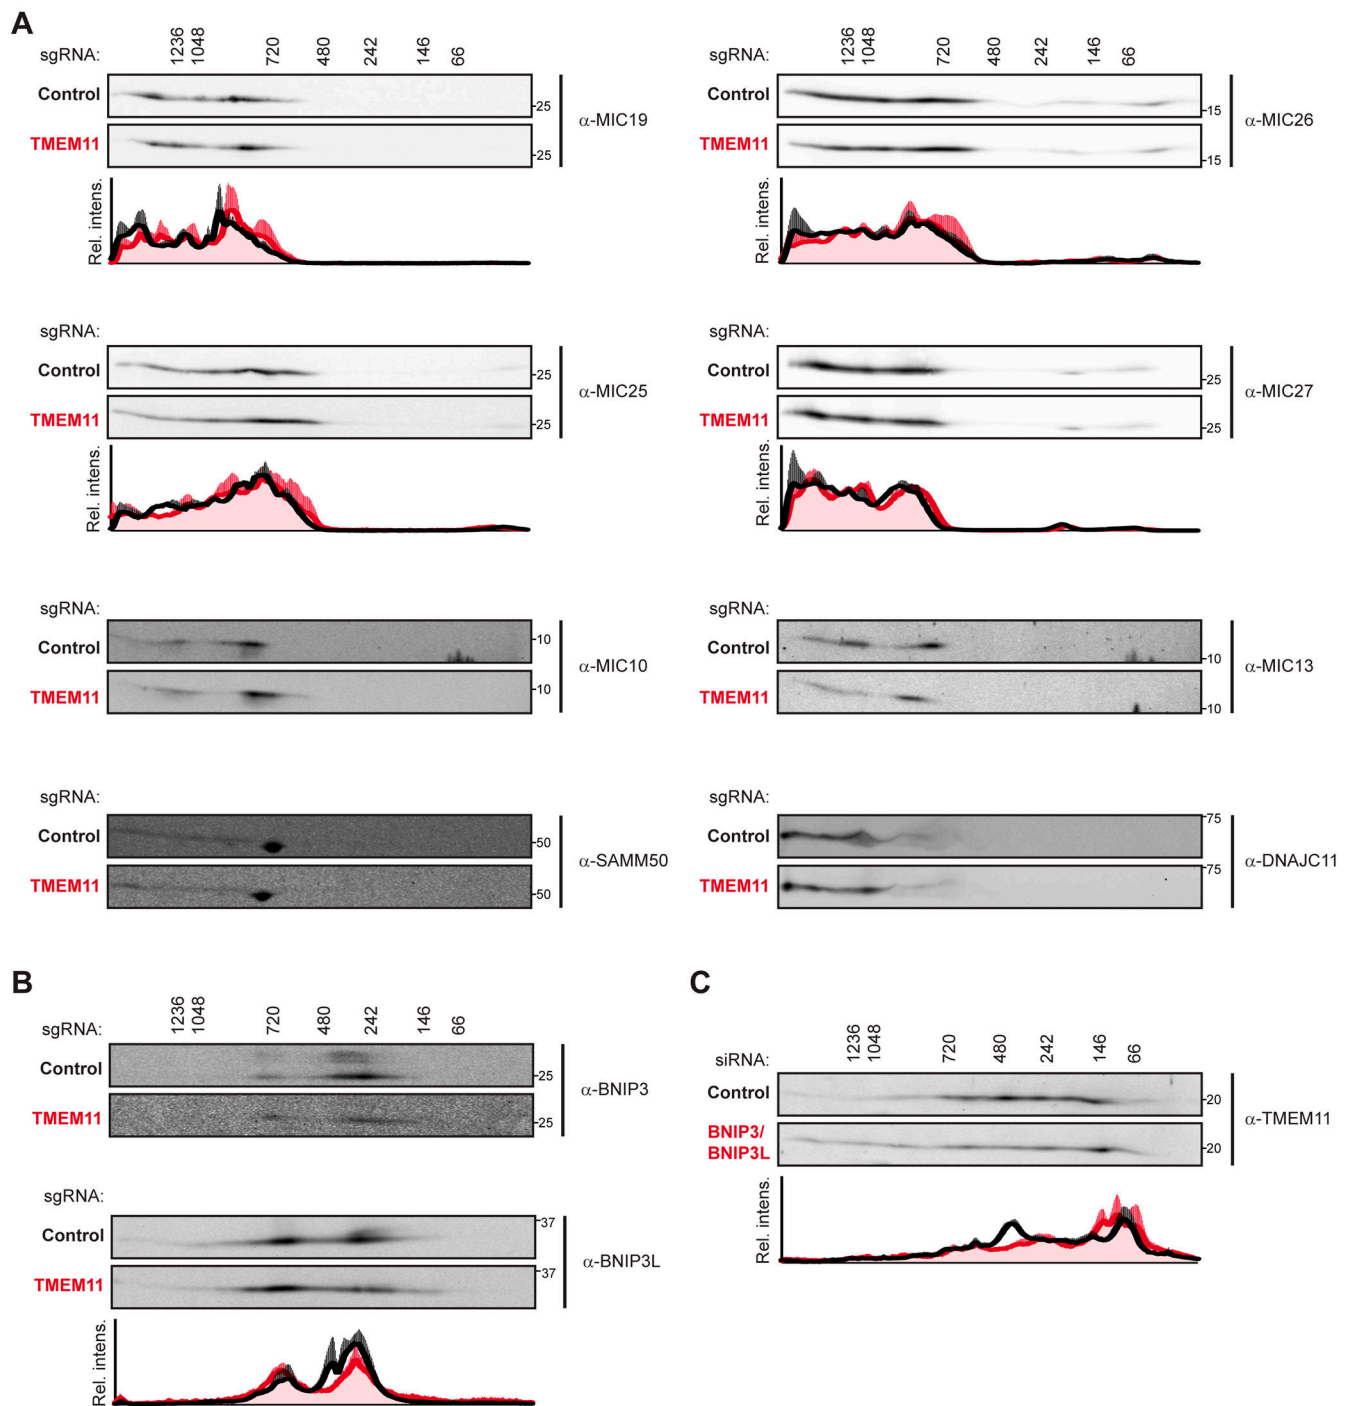 A
sgRNA: 1236 1048 720 480 242 146 66
Control -25
TMEM11 -25
α-MIC19
Rel. intens.
sgRNA: 1236 1048 720 480 242 146 66
Control -15
TMEM11 -15
α-MIC26
Rel. intens.
sgRNA:
Control -25
TMEM11 -25
α-MIC25
Rel. intens.
sgRNA:
Control -25
TMEM11 -25
α-MIC27
Rel. intens.
sgRNA:
Control -10
TMEM11 -10
α-MIC10
sgRNA:
Control -10
TMEM11 -10
α-MIC13
sgRNA:
Control -50
TMEM11 -50
α-SAMM50
sgRNA:
Control -75
TMEM11 -75
α-DNAJC11
B
sgRNA: 1236 1048 720 480 242 146 66
Control -25
TMEM11 -25
α-BNIP3
sgRNA:
Control -37
TMEM11 -37
α-BNIP3L
Rel. intens.
C
siRNA: 1236 1048 720 480 242 146 66
Control -20
BNIP3/
BNIP3L -20
α-TMEM11
Rel. intens.